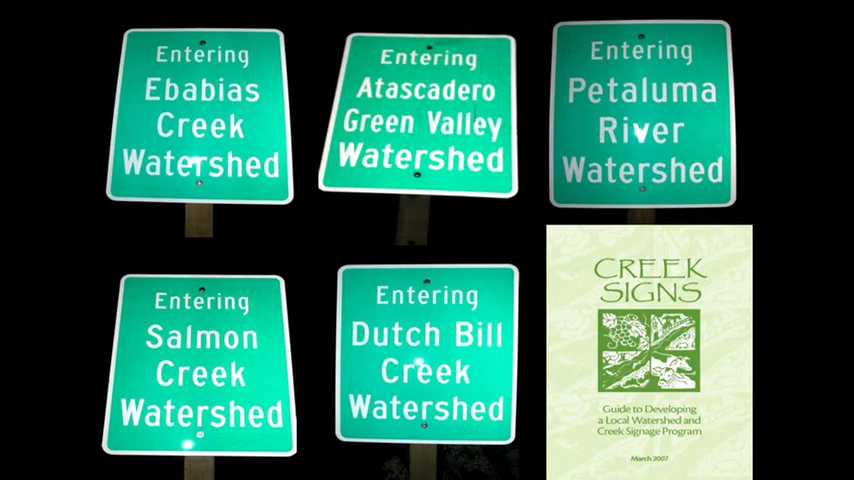 Entering
Ebabias
Creek
Watershed
Entering
Atascadero
Green Valley
Watershed
Entering
Petaluma
River
Watershed
Entering
Salmon
Creek
Watershed
Entering
Dutch Bill
Creek
Watershed
CREEK
SIGNS
Guide to Developing
a Local Watershed and
Creek Signage Program
March 2007